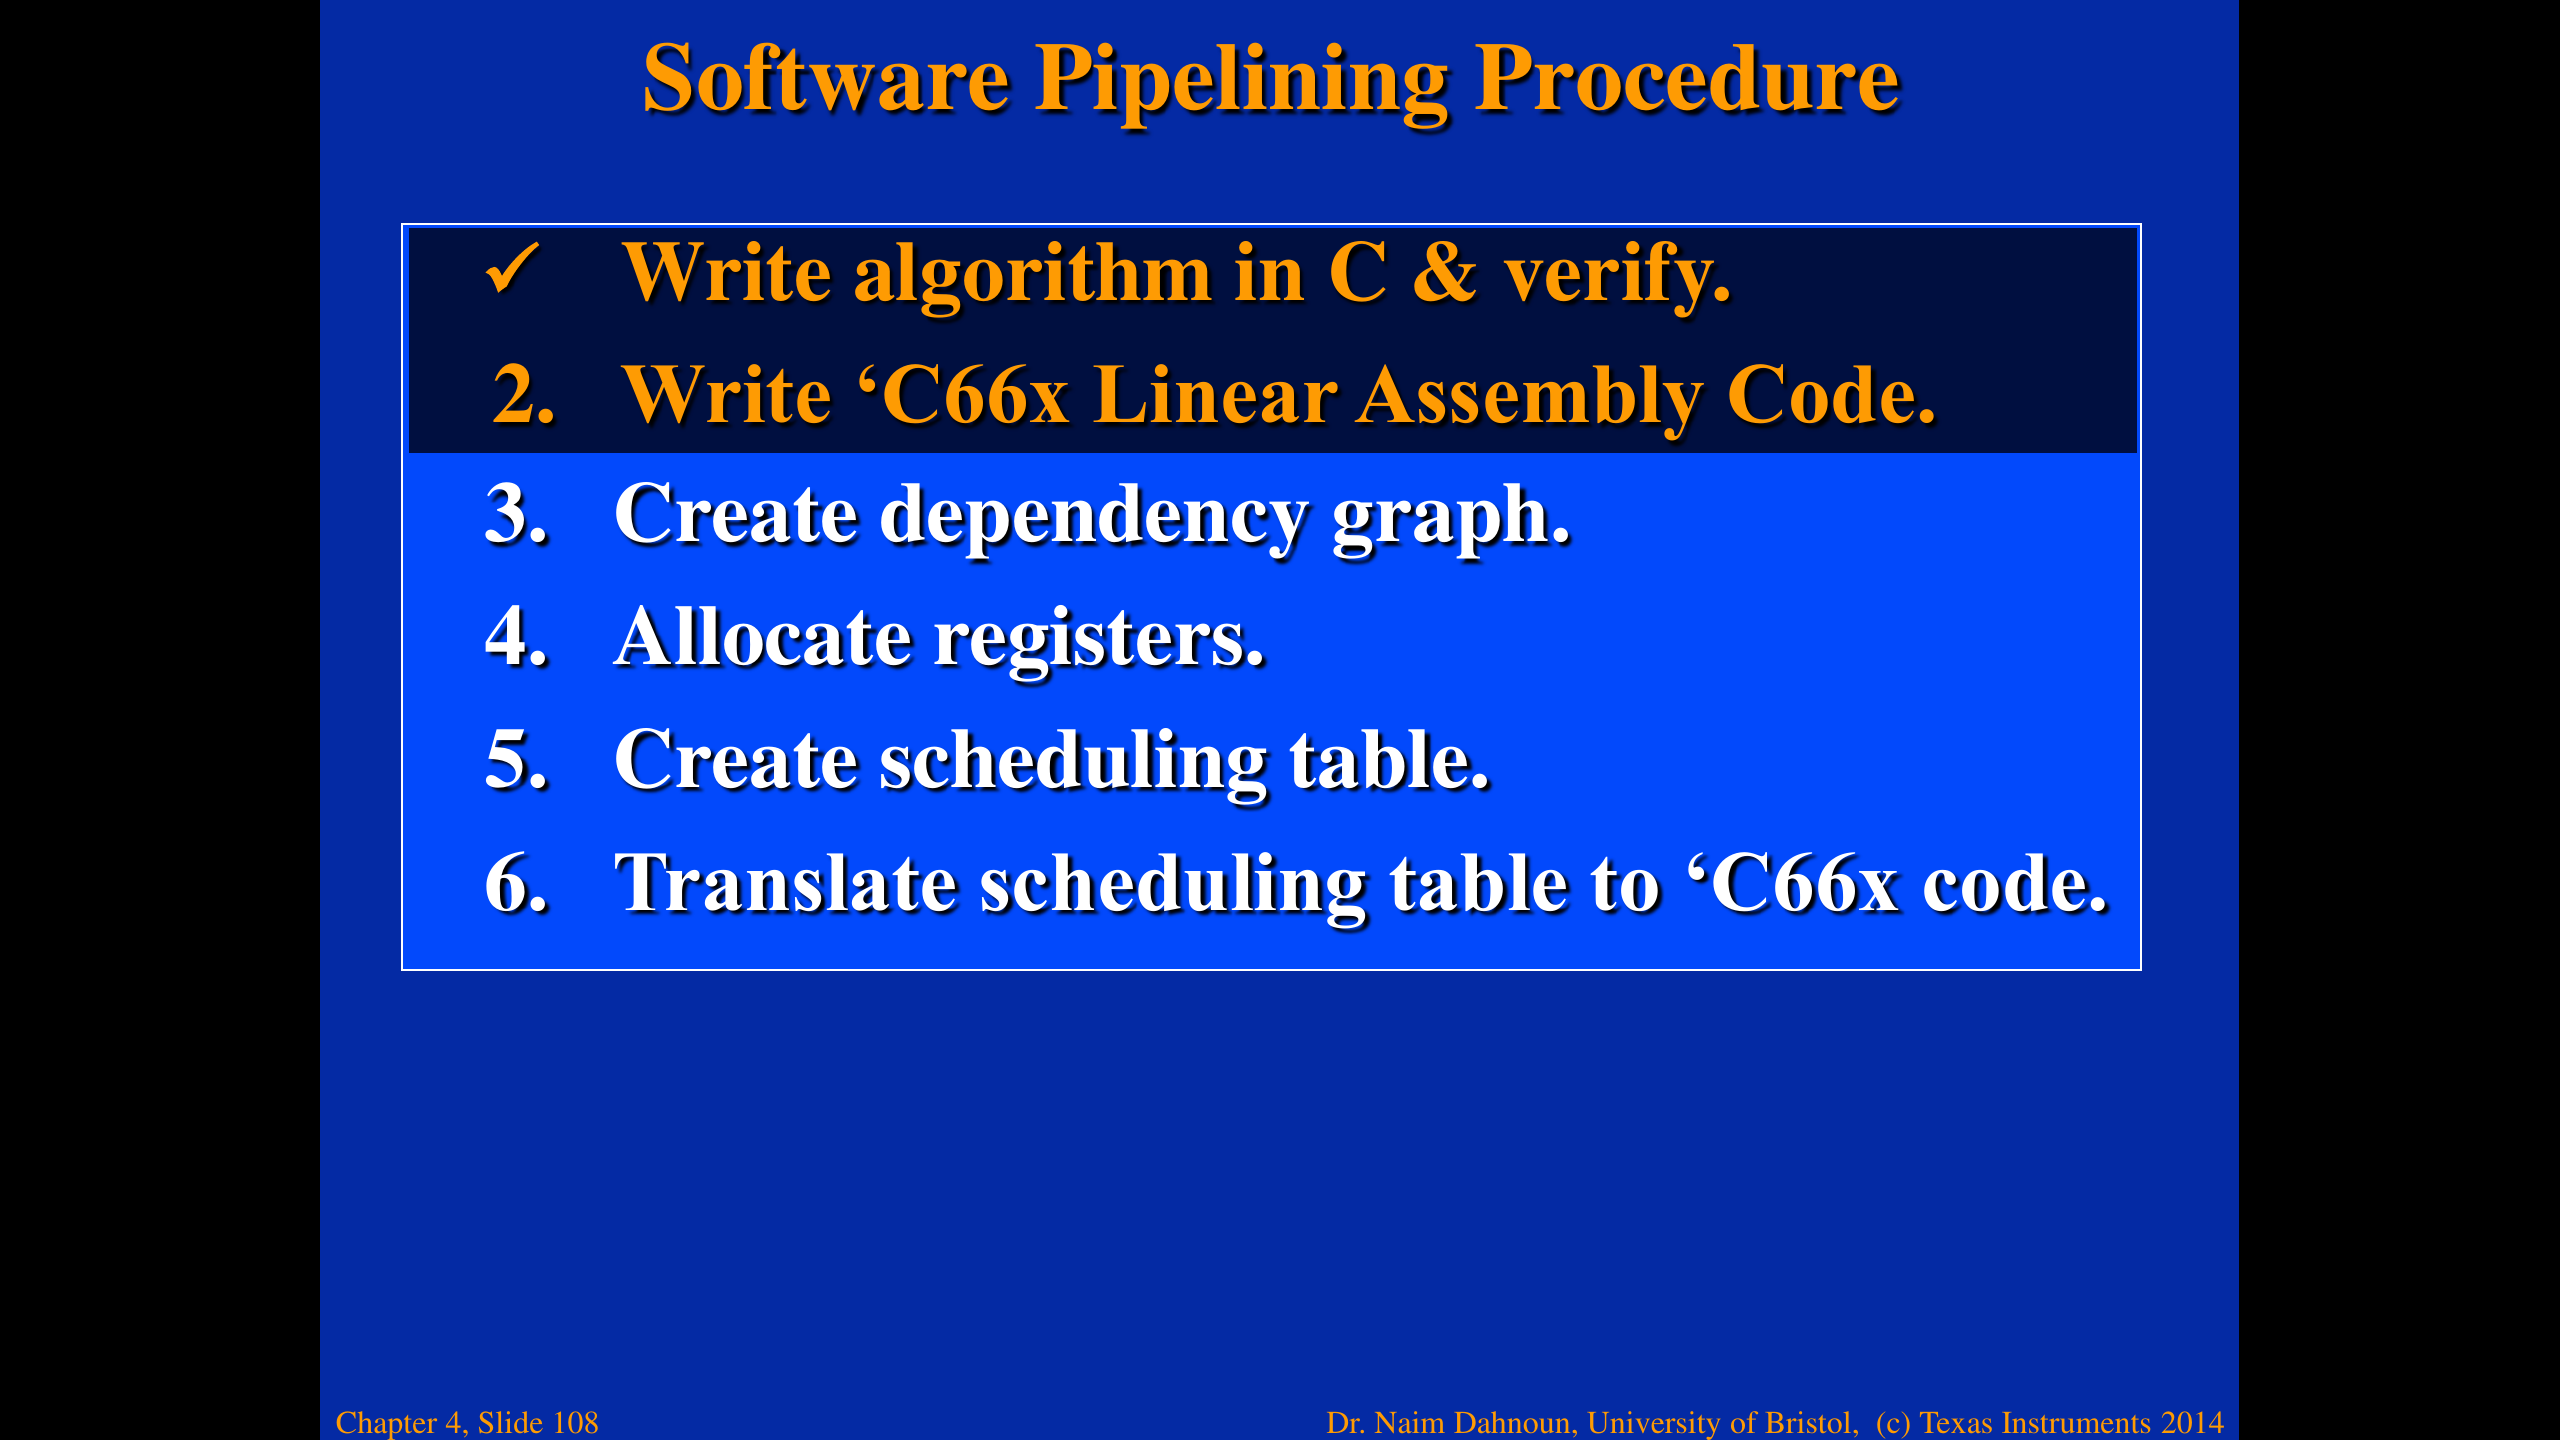 Software Pipelining Procedure
✓ Write algorithm in C & verify.
2. Write ‘C66x Linear Assembly Code.
3. Create dependency graph.
4. Allocate registers.
5. Create scheduling table.
6. Translate scheduling table to ‘C66x code.
Chapter 4, Slide 108
Dr. Naim Dahnoun, University of Bristol, (c) Texas Instruments 2014